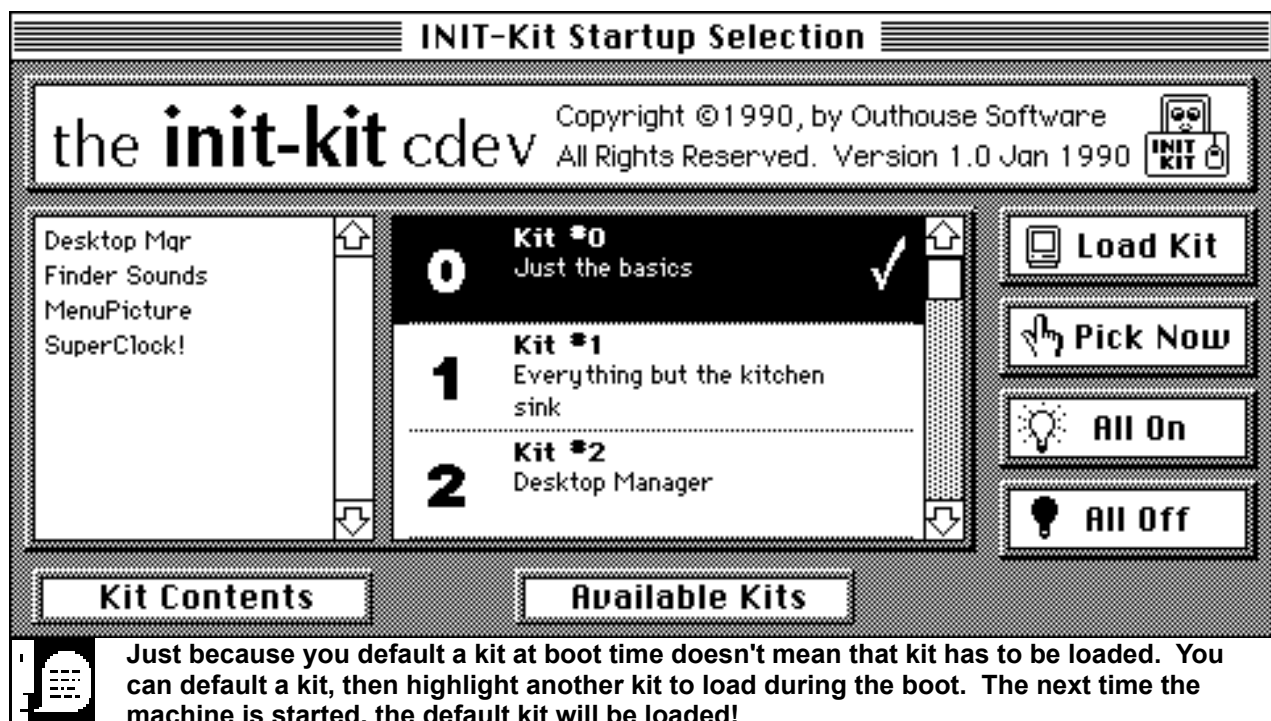 INIT-Kit Startup Selection
the init-kit cdev
Copyright ©1990, by Outhouse Software
All Rights Reserved. Version 1.0 Jan 1990
INIT
KIT
Desktop Mgr
Finder Sounds
MenuPicture
SuperClock!
0
Kit #0
Just the basics
1
Kit #1
Everything but the kitchen
sink
2
Kit #2
Desktop Manager
Load Kit
Pick Now
All On
All Off
Kit Contents
Available Kits
Just because you default a kit at boot time doesn't mean that kit has to be loaded. You
can default a kit, then highlight another kit to load during the boot. The next time the
machine is started, the default kit will be loaded!